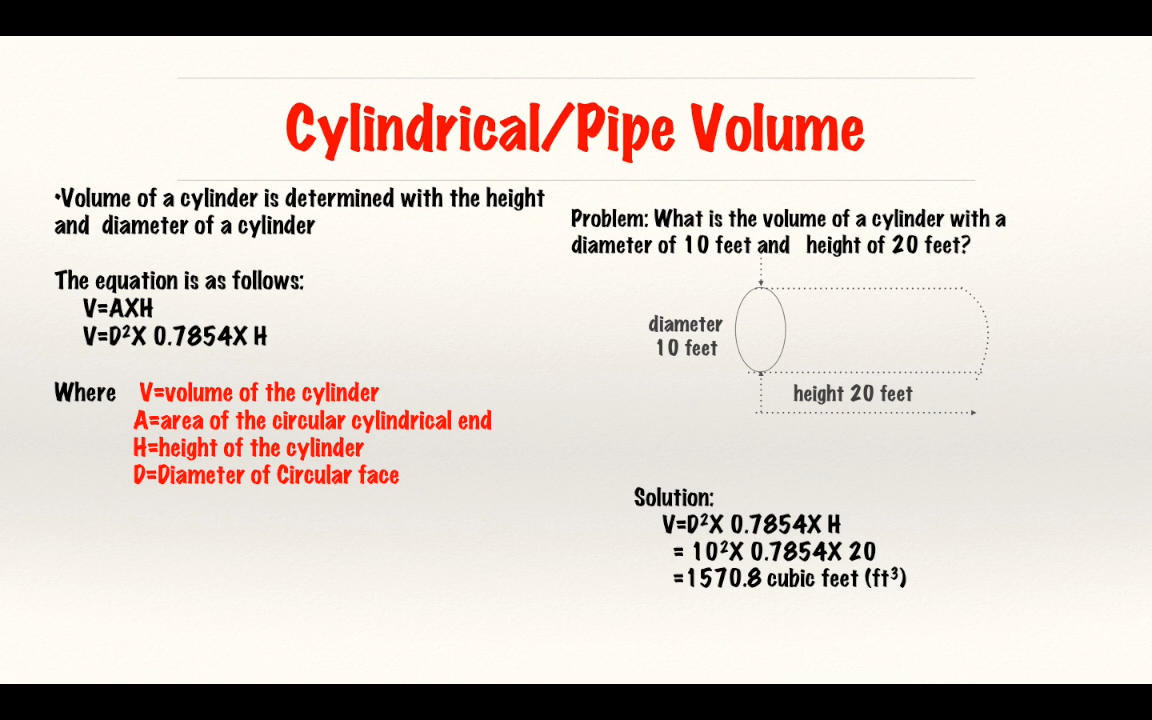 Cylindrical/Pipe Volume
•Volume of a cylinder is determined with the height
and diameter of a cylinder
The equation is as follows:
V=AXH
V=D²X 0.7854X H
Where V=volume of the cylinder
A=area of the circular cylindrical end
H=height of the cylinder
D=Diameter of Circular face
Problem: What is the volume of a cylinder with a
diameter of 10 feet and height of 20 feet?
diameter
10 feet
height 20 feet
Solution:
V=D²X 0.7854X H
= 10²X 0.7854X 20
=1570.8 cubic feet (ft³)